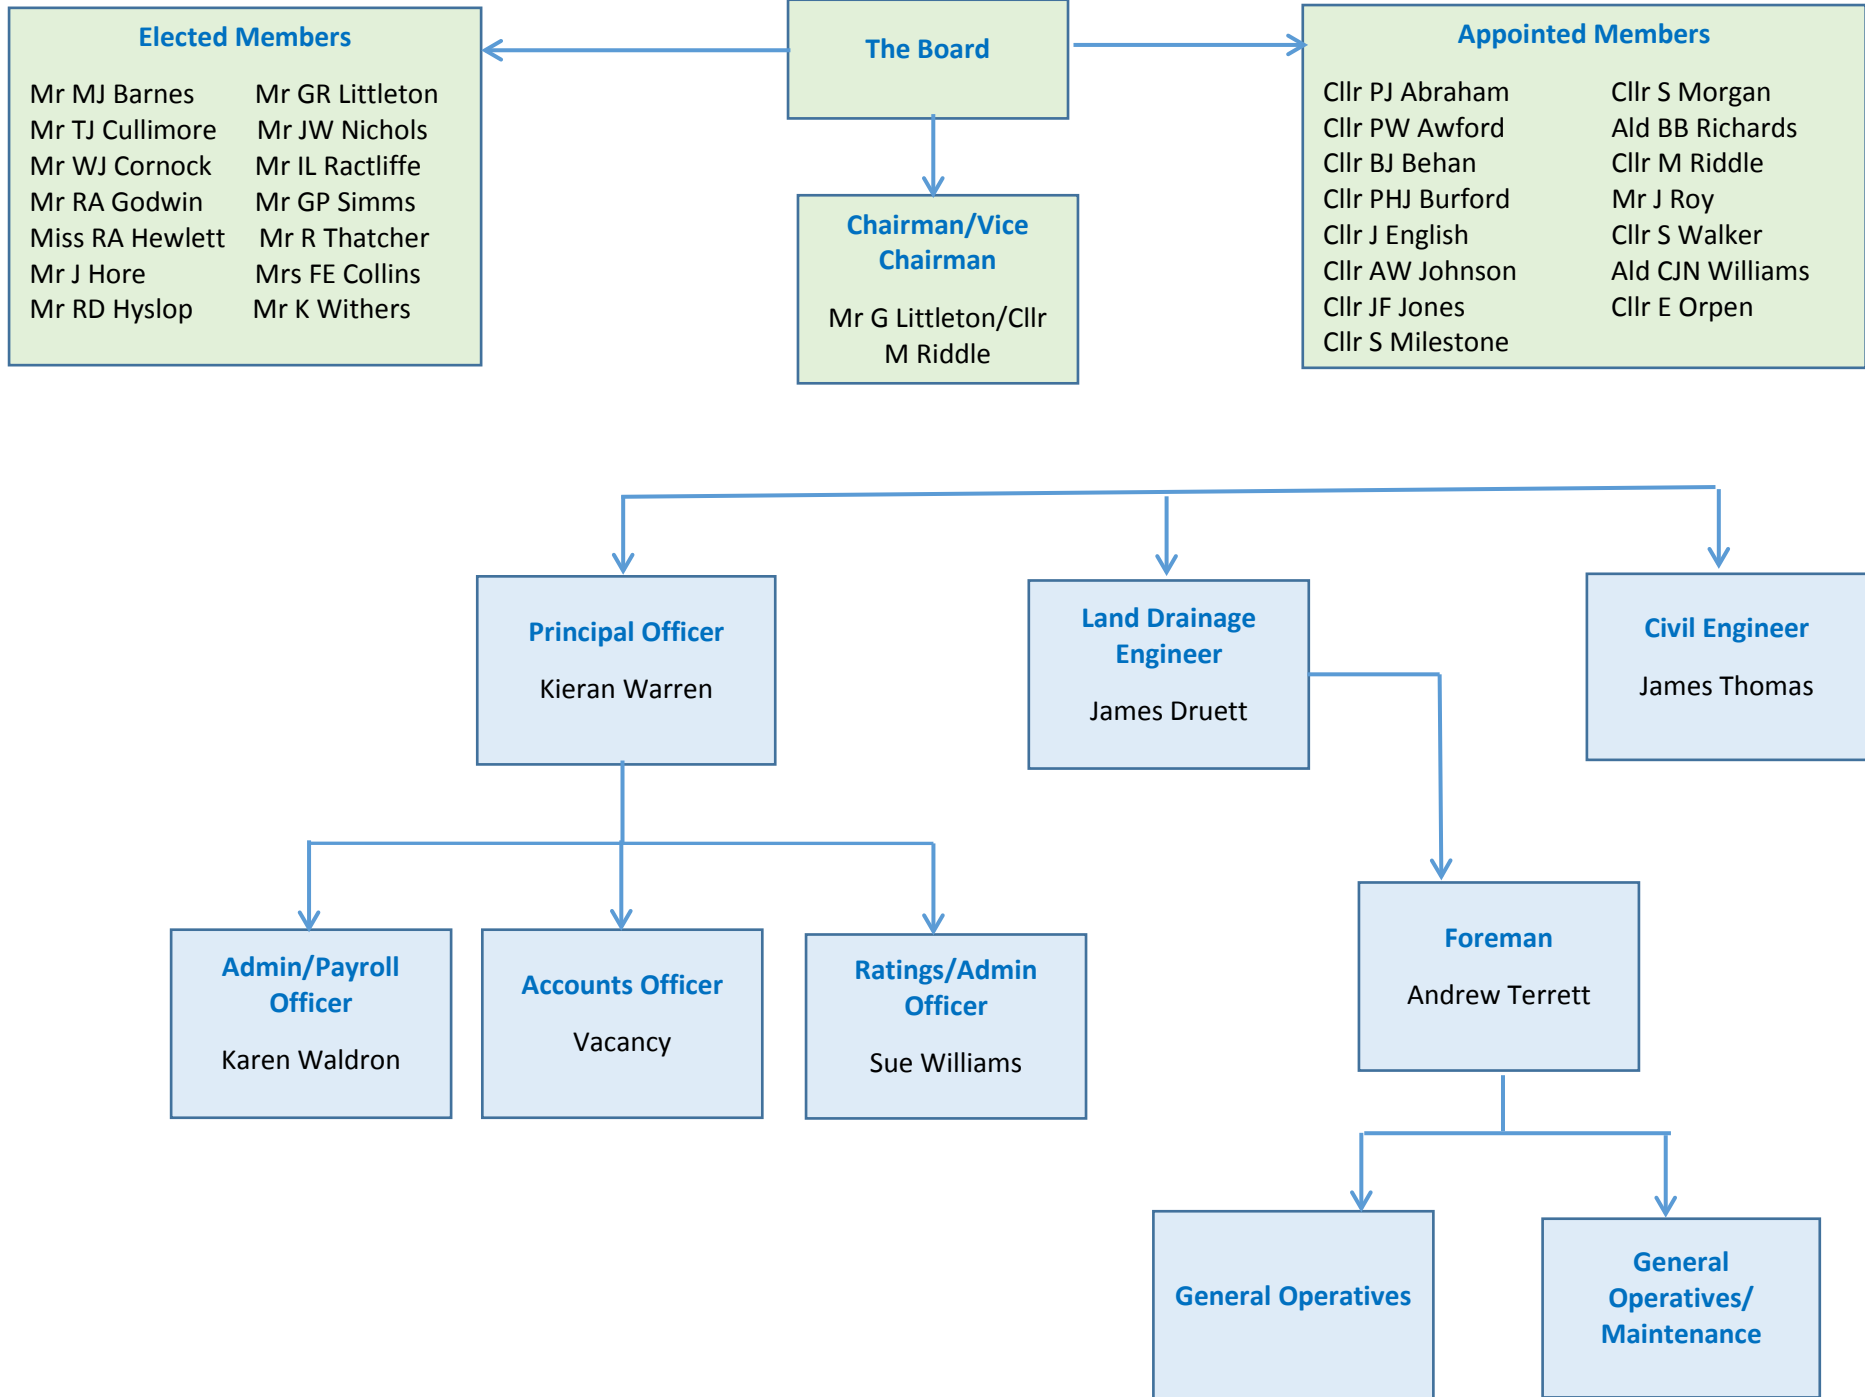 Elected Members
Mr MJ Barnes Mr GR Littleton
Mr TJ Cullimore Mr JW Nichols
Mr WJ Cornock Mr IL Ractliffe
Mr RA Godwin Mr GP Simms
Miss RA Hewlett Mr R Thatcher
Mr J Hore Mrs FE Collins
Mr RD Hyslop Mr K Withers
The Board
Chairman/Vice
Chairman
Mr G Littleton/Cllr
M Riddle
Appointed Members
Cllr PJ Abraham Cllr S Morgan
Cllr PW Awford Ald BB Richards
Cllr BJ Behan Cllr M Riddle
Cllr PHJ Burford Mr J Roy
Cllr J English Cllr S Walker
Cllr AW Johnson Ald CJN Williams
Cllr JF Jones Cllr E Orpen
Cllr S Milestone
Principal Officer
Kieran Warren
Land Drainage
Engineer
James Druett
Civil Engineer
James Thomas
Admin/Payroll
Officer
Karen Waldron
Accounts Officer
Vacancy
Ratings/Admin
Officer
Sue Williams
Foreman
Andrew Terrett
General Operatives
General
Operatives/
Maintenance